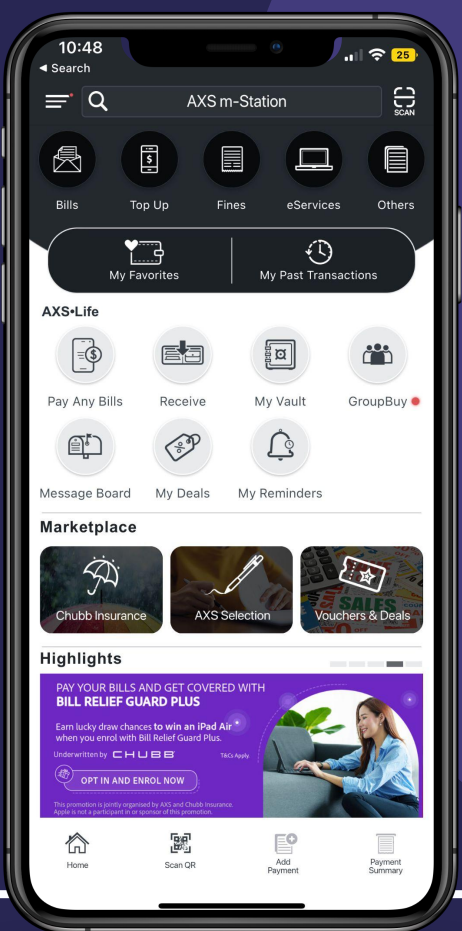 10:48
25
◀ Search
AXS m-Station
SCAN
$
Bills
Top Up
Fines
eServices
Others
My Favorites
My Past Transactions
AXS•Life
$
Pay Any Bills
Receive
My Vault
GroupBuy
%
Message Board
My Deals
My Reminders
Marketplace
SALES
Chubb Insurance
AXS Selection
Vouchers & Deals
Highlights
PAY YOUR BILLS AND GET COVERED WITH
BILL RELIEF GUARD PLUS
Earn lucky draw chances to win an iPad Air
when you enrol with Bill Relief Guard Plus.
Underwritten by CHUBB
T&Cs Apply
OPT IN AND ENROL NOW
This promotion is jointly organised by AXS and Chubb Insurance.
Apple is not a participant in or sponsor of this promotion.
Home
Scan QR
Add
Payment
Payment
Summary